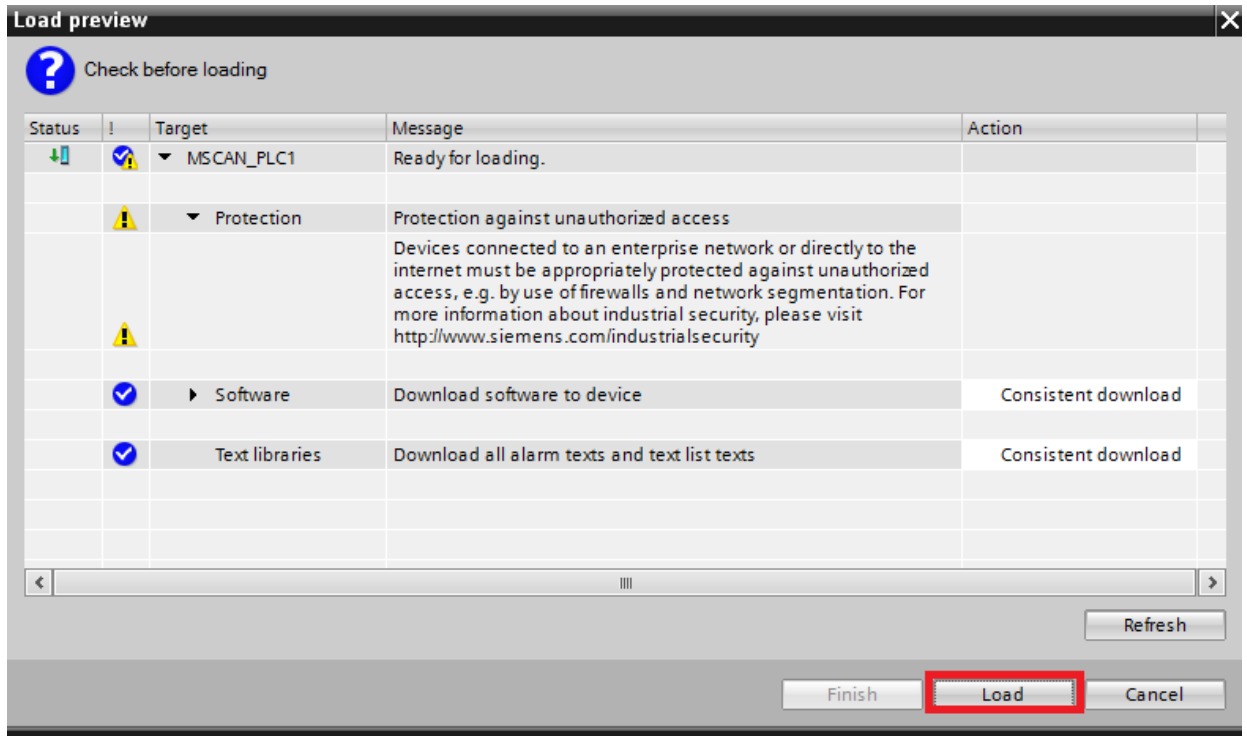 Load preview
Check before loading
Status ! Target Message Action
MSCAN_PLC1 Ready for loading.
Protection Protection against unauthorized access
Devices connected to an enterprise network or directly to the
internet must be appropriately protected against unauthorized
access, e.g. by use of firewalls and network segmentation. For
more information about industrial security, please visit
http://www.siemens.com/industrialsecurity
Software Download software to device Consistent download
Text libraries Download all alarm texts and text list texts Consistent download
Refresh
Finish Load Cancel